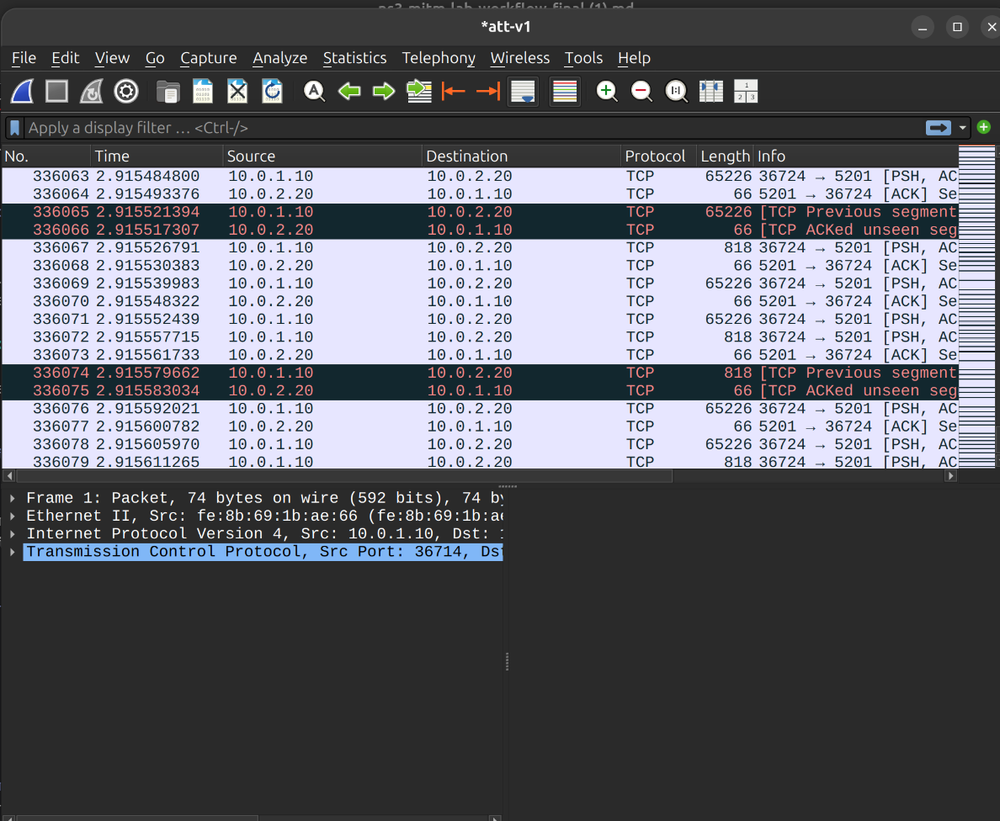 *att-v1
File Edit View Go Capture Analyze Statistics Telephony Wireless Tools Help
Apply a display filter … <Ctrl-/>
No. Time Source Destination Protocol Length Info
336063 2.915484800 10.0.1.10 10.0.2.20 TCP 65226 36724 → 5201 [PSH, AC
336064 2.915493376 10.0.2.20 10.0.1.10 TCP 66 5201 → 36724 [ACK] Se
336065 2.915521394 10.0.1.10 10.0.2.20 TCP 65226 [TCP Previous segment
336066 2.915517307 10.0.2.20 10.0.1.10 TCP 66 [TCP ACKed unseen seg
336067 2.915526791 10.0.1.10 10.0.2.20 TCP 818 36724 → 5201 [PSH, AC
336068 2.915530383 10.0.2.20 10.0.1.10 TCP 66 5201 → 36724 [ACK] Se
336069 2.915539983 10.0.1.10 10.0.2.20 TCP 65226 36724 → 5201 [PSH, AC
336070 2.915548322 10.0.2.20 10.0.1.10 TCP 66 5201 → 36724 [ACK] Se
336071 2.915552439 10.0.1.10 10.0.2.20 TCP 65226 36724 → 5201 [PSH, AC
336072 2.915557715 10.0.1.10 10.0.2.20 TCP 818 36724 → 5201 [PSH, AC
336073 2.915561733 10.0.2.20 10.0.1.10 TCP 66 5201 → 36724 [ACK] Se
336074 2.915579662 10.0.1.10 10.0.2.20 TCP 818 [TCP Previous segment
336075 2.915583034 10.0.2.20 10.0.1.10 TCP 66 [TCP ACKed unseen seg
336076 2.915592021 10.0.1.10 10.0.2.20 TCP 65226 36724 → 5201 [PSH, AC
336077 2.915600782 10.0.2.20 10.0.1.10 TCP 66 5201 → 36724 [ACK] Se
336078 2.915605970 10.0.1.10 10.0.2.20 TCP 65226 36724 → 5201 [PSH, AC
336079 2.915611265 10.0.1.10 10.0.2.20 TCP 818 36724 → 5201 [PSH, AC
Frame 1: Packet, 74 bytes on wire (592 bits), 74 by
Ethernet II, Src: fe:8b:69:1b:ae:66 (fe:8b:69:1b:ae
Internet Protocol Version 4, Src: 10.0.1.10, Dst: 1
Transmission Control Protocol, Src Port: 36714, Dst